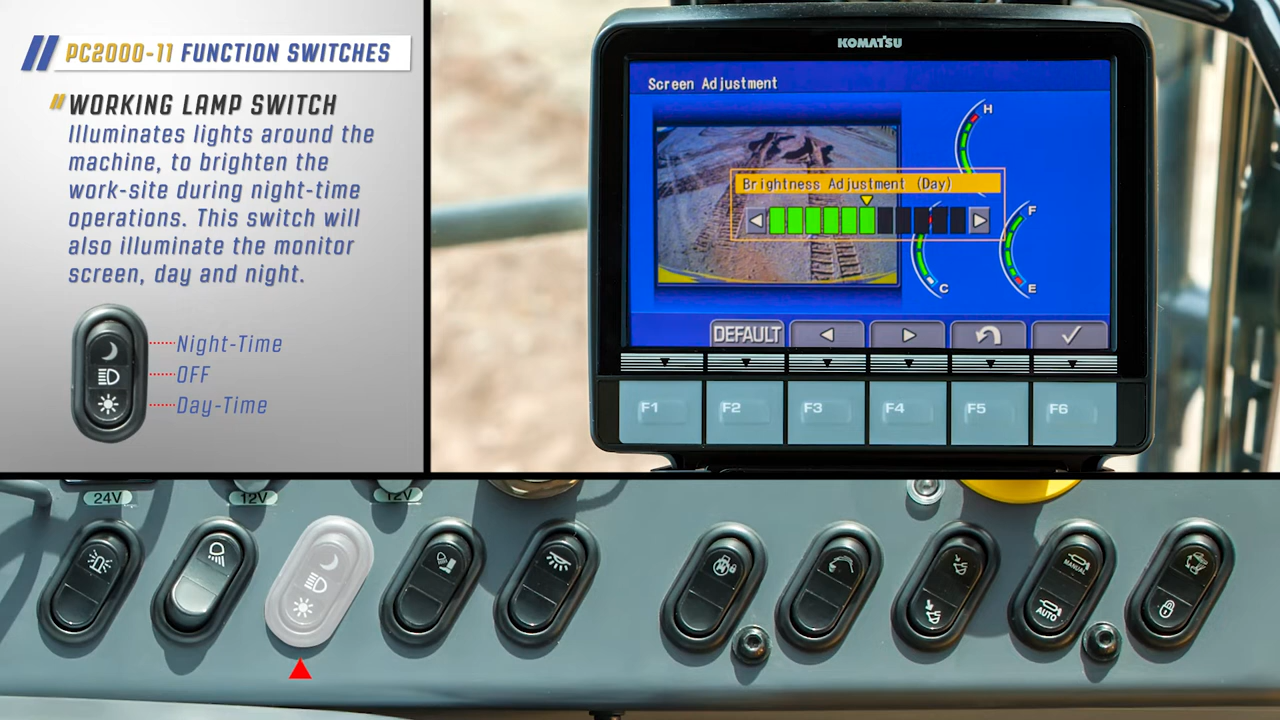 PC2000-11 FUNCTION SWITCHES
WORKING LAMP SWITCH
Illuminates lights around the
machine, to brighten the
work-site during night-time
operations. This switch will
also illuminate the monitor
screen, day and night.
Night-Time
OFF
Day-Time
KOMATSU
Screen Adjustment
H
Brightness Adjustment (Day)
F
C
E
DEFAULT
F1
F2
F3
F4
F5
F6
24V
12V
12V
MANUAL
AUTO